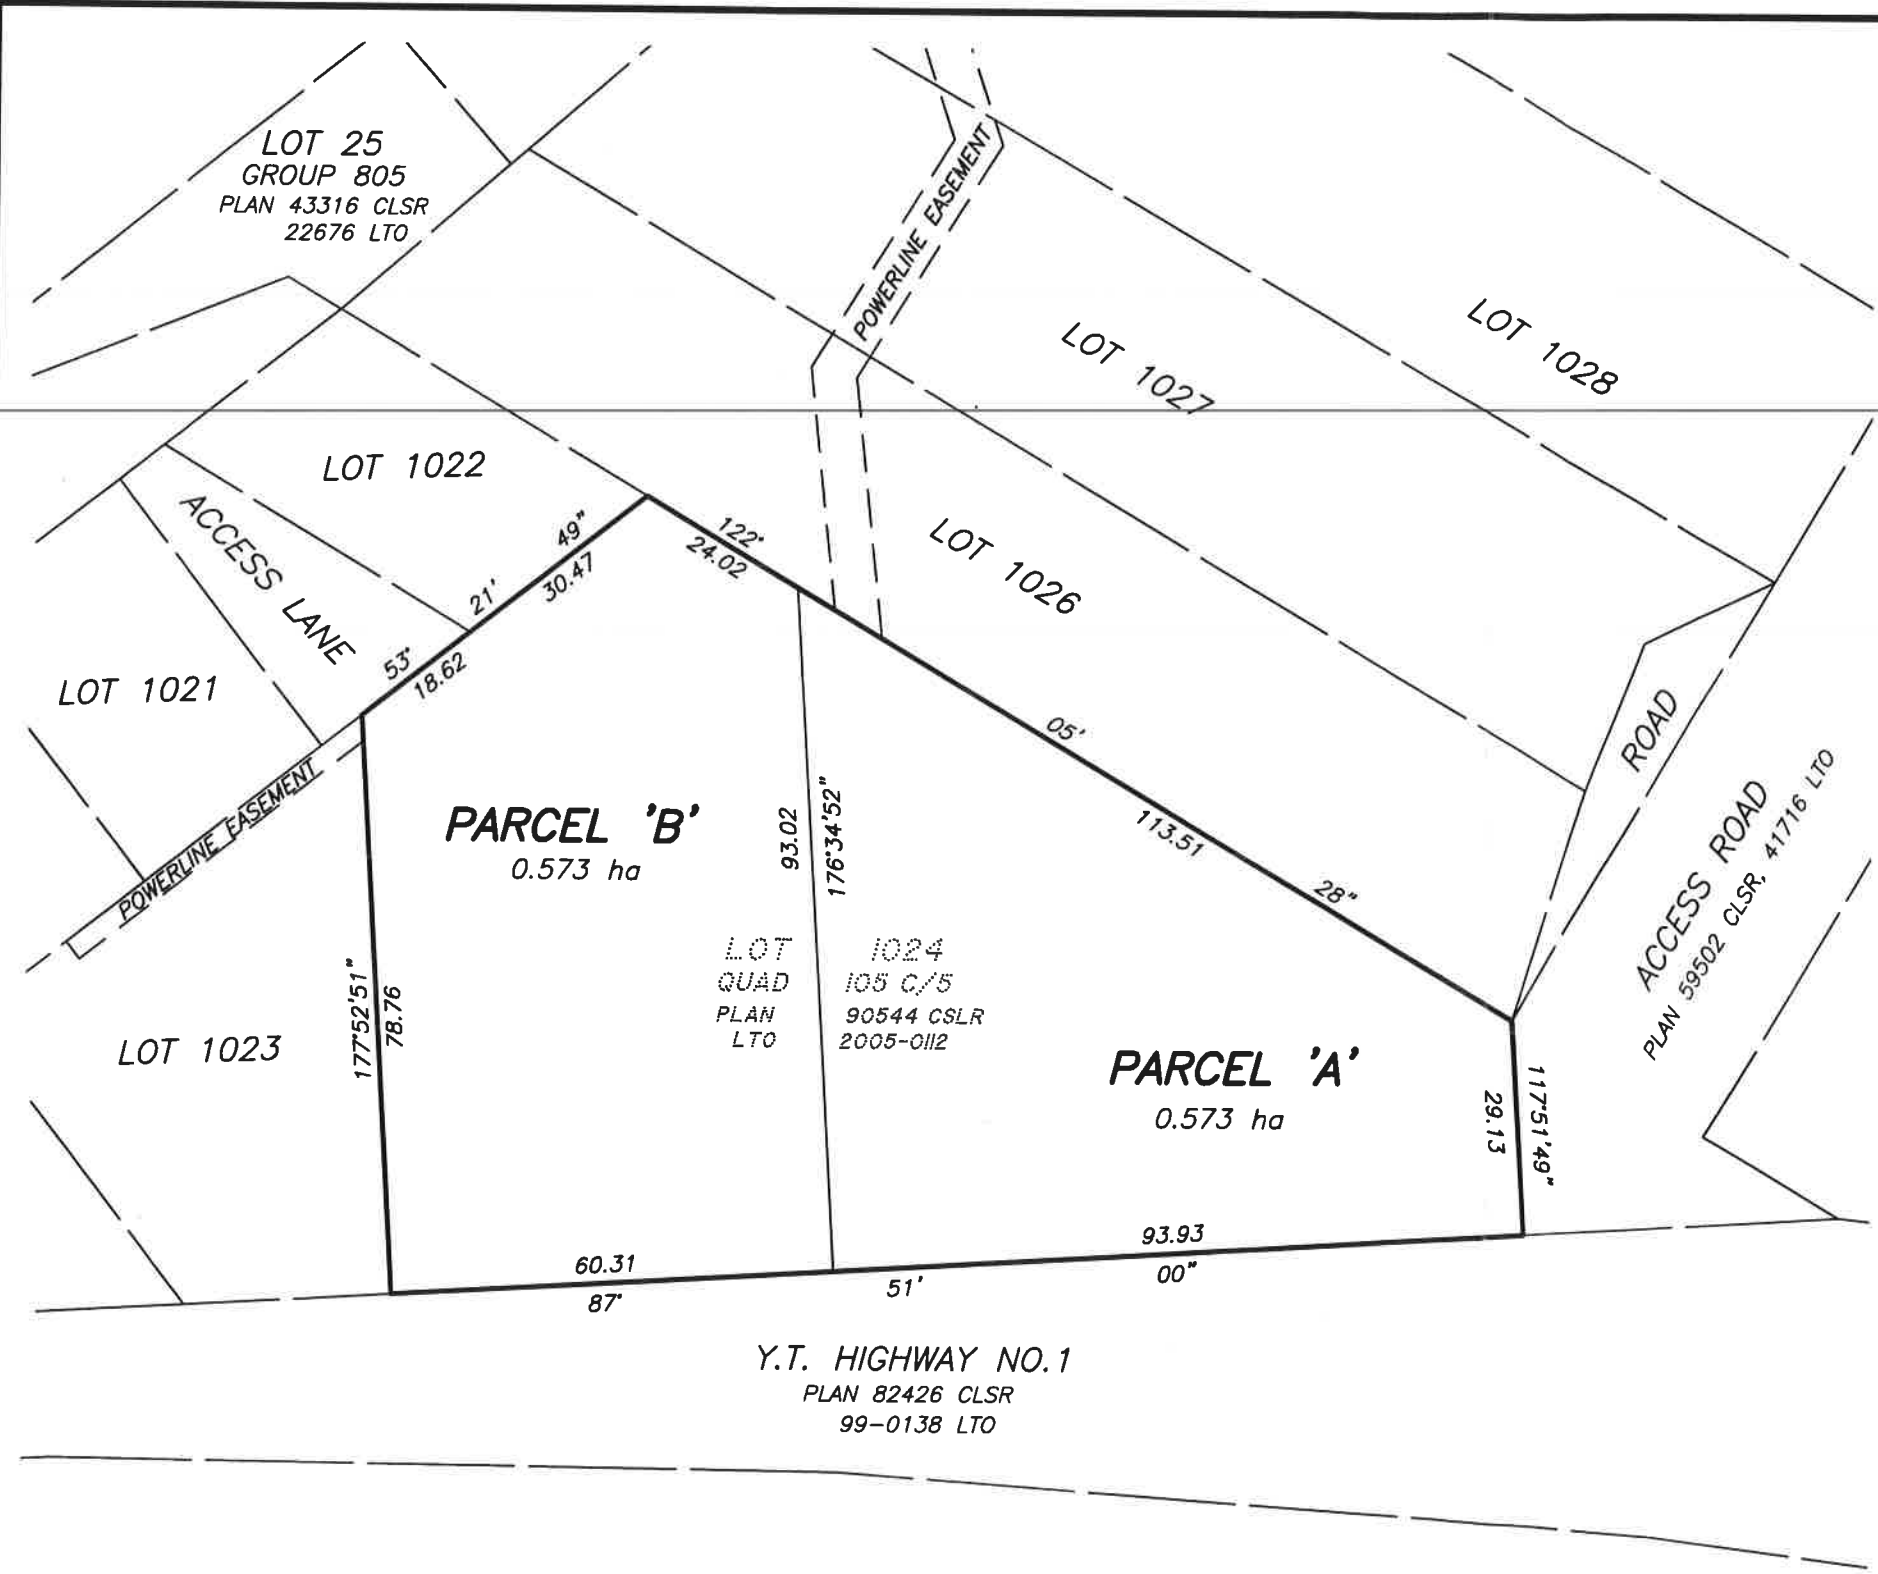 LOT 25
GROUP 805
PLAN 43316 CLSR
22676 LTO
POWERLINE EASEMENT
LOT 1027
LOT 1028
LOT 1022
ACCESS LANE
LOT 1021
53° 21' 49"
18.62
30.47
122° 05' 28"
24.02
113.51
LOT 1026
ROAD
ACCESS ROAD
PLAN 59502 CLSR, 41716 LTO
POWERLINE EASEMENT
PARCEL 'B'
0.573 ha
93.02
176°34'52"
LOT 1024
QUAD 105 C/5
PLAN 90544 CSLR
LTO 2005-0112
177°52'51"
78.76
LOT 1023
PARCEL 'A'
0.573 ha
117°51'49"
29.13
60.31
93.93
87° 51' 00"
Y.T. HIGHWAY NO.1
PLAN 82426 CLSR
99-0138 LTO